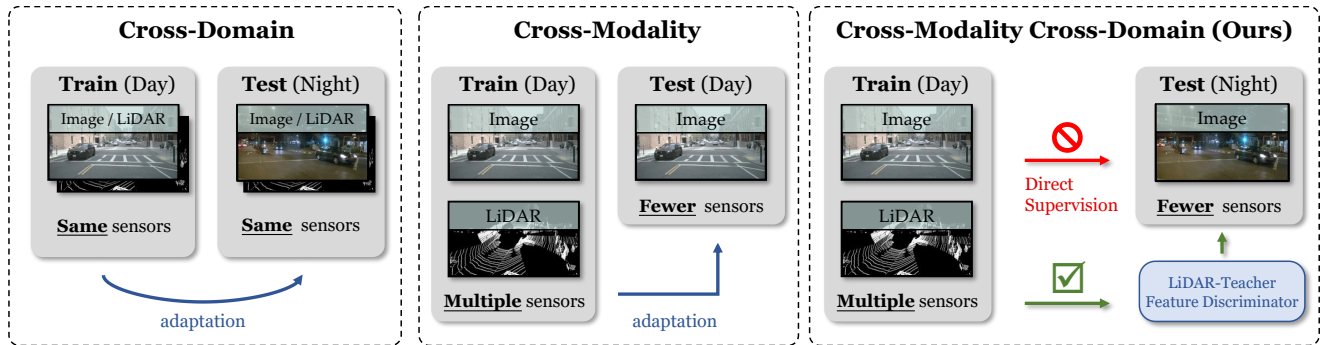 Cross-Domain
Train (Day)
Image / LiDAR
Same sensors
Test (Night)
Image / LiDAR
Same sensors
adaptation
Cross-Modality
Train (Day)
Image
LiDAR
Multiple sensors
Test (Day)
Image
Fewer sensors
adaptation
Cross-Modality Cross-Domain (Ours)
Train (Day)
Image
LiDAR
Multiple sensors
Direct
Supervision
Test (Night)
Image
Fewer sensors
LiDAR-Teacher
Feature Discriminator